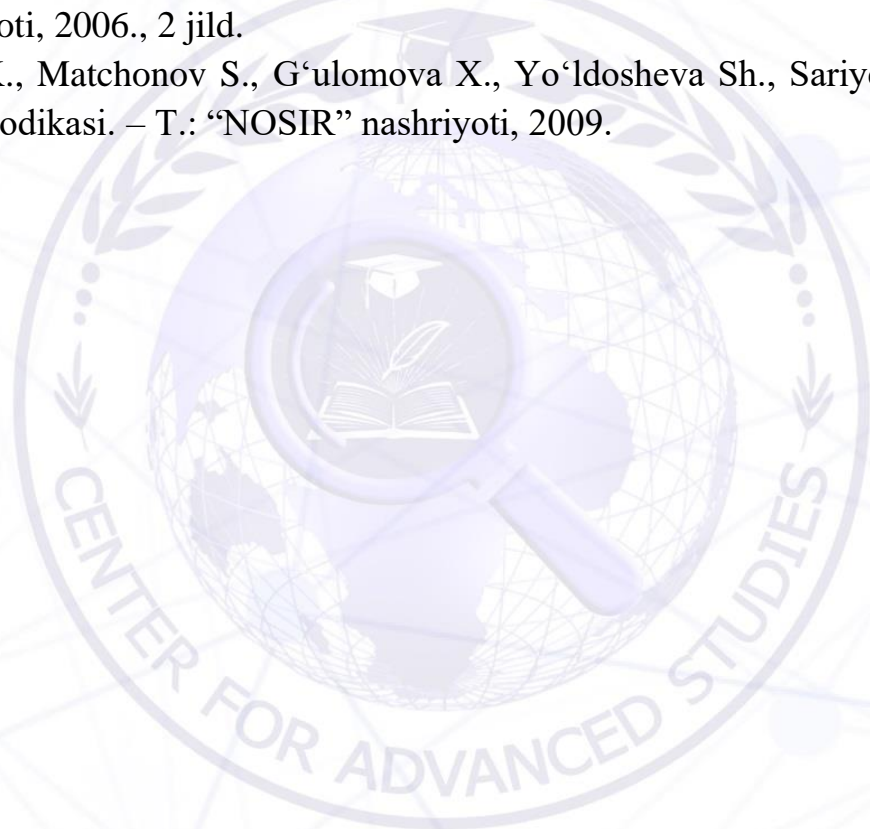 oti, 2006., 2 jild.
K., Matchonov S., G‘ulomova X., Yo‘ldosheva Sh., Sariyo
odikasi. – T.: “NOSIR” nashriyoti, 2009.
CENTER FOR ADVANCED STUDIES